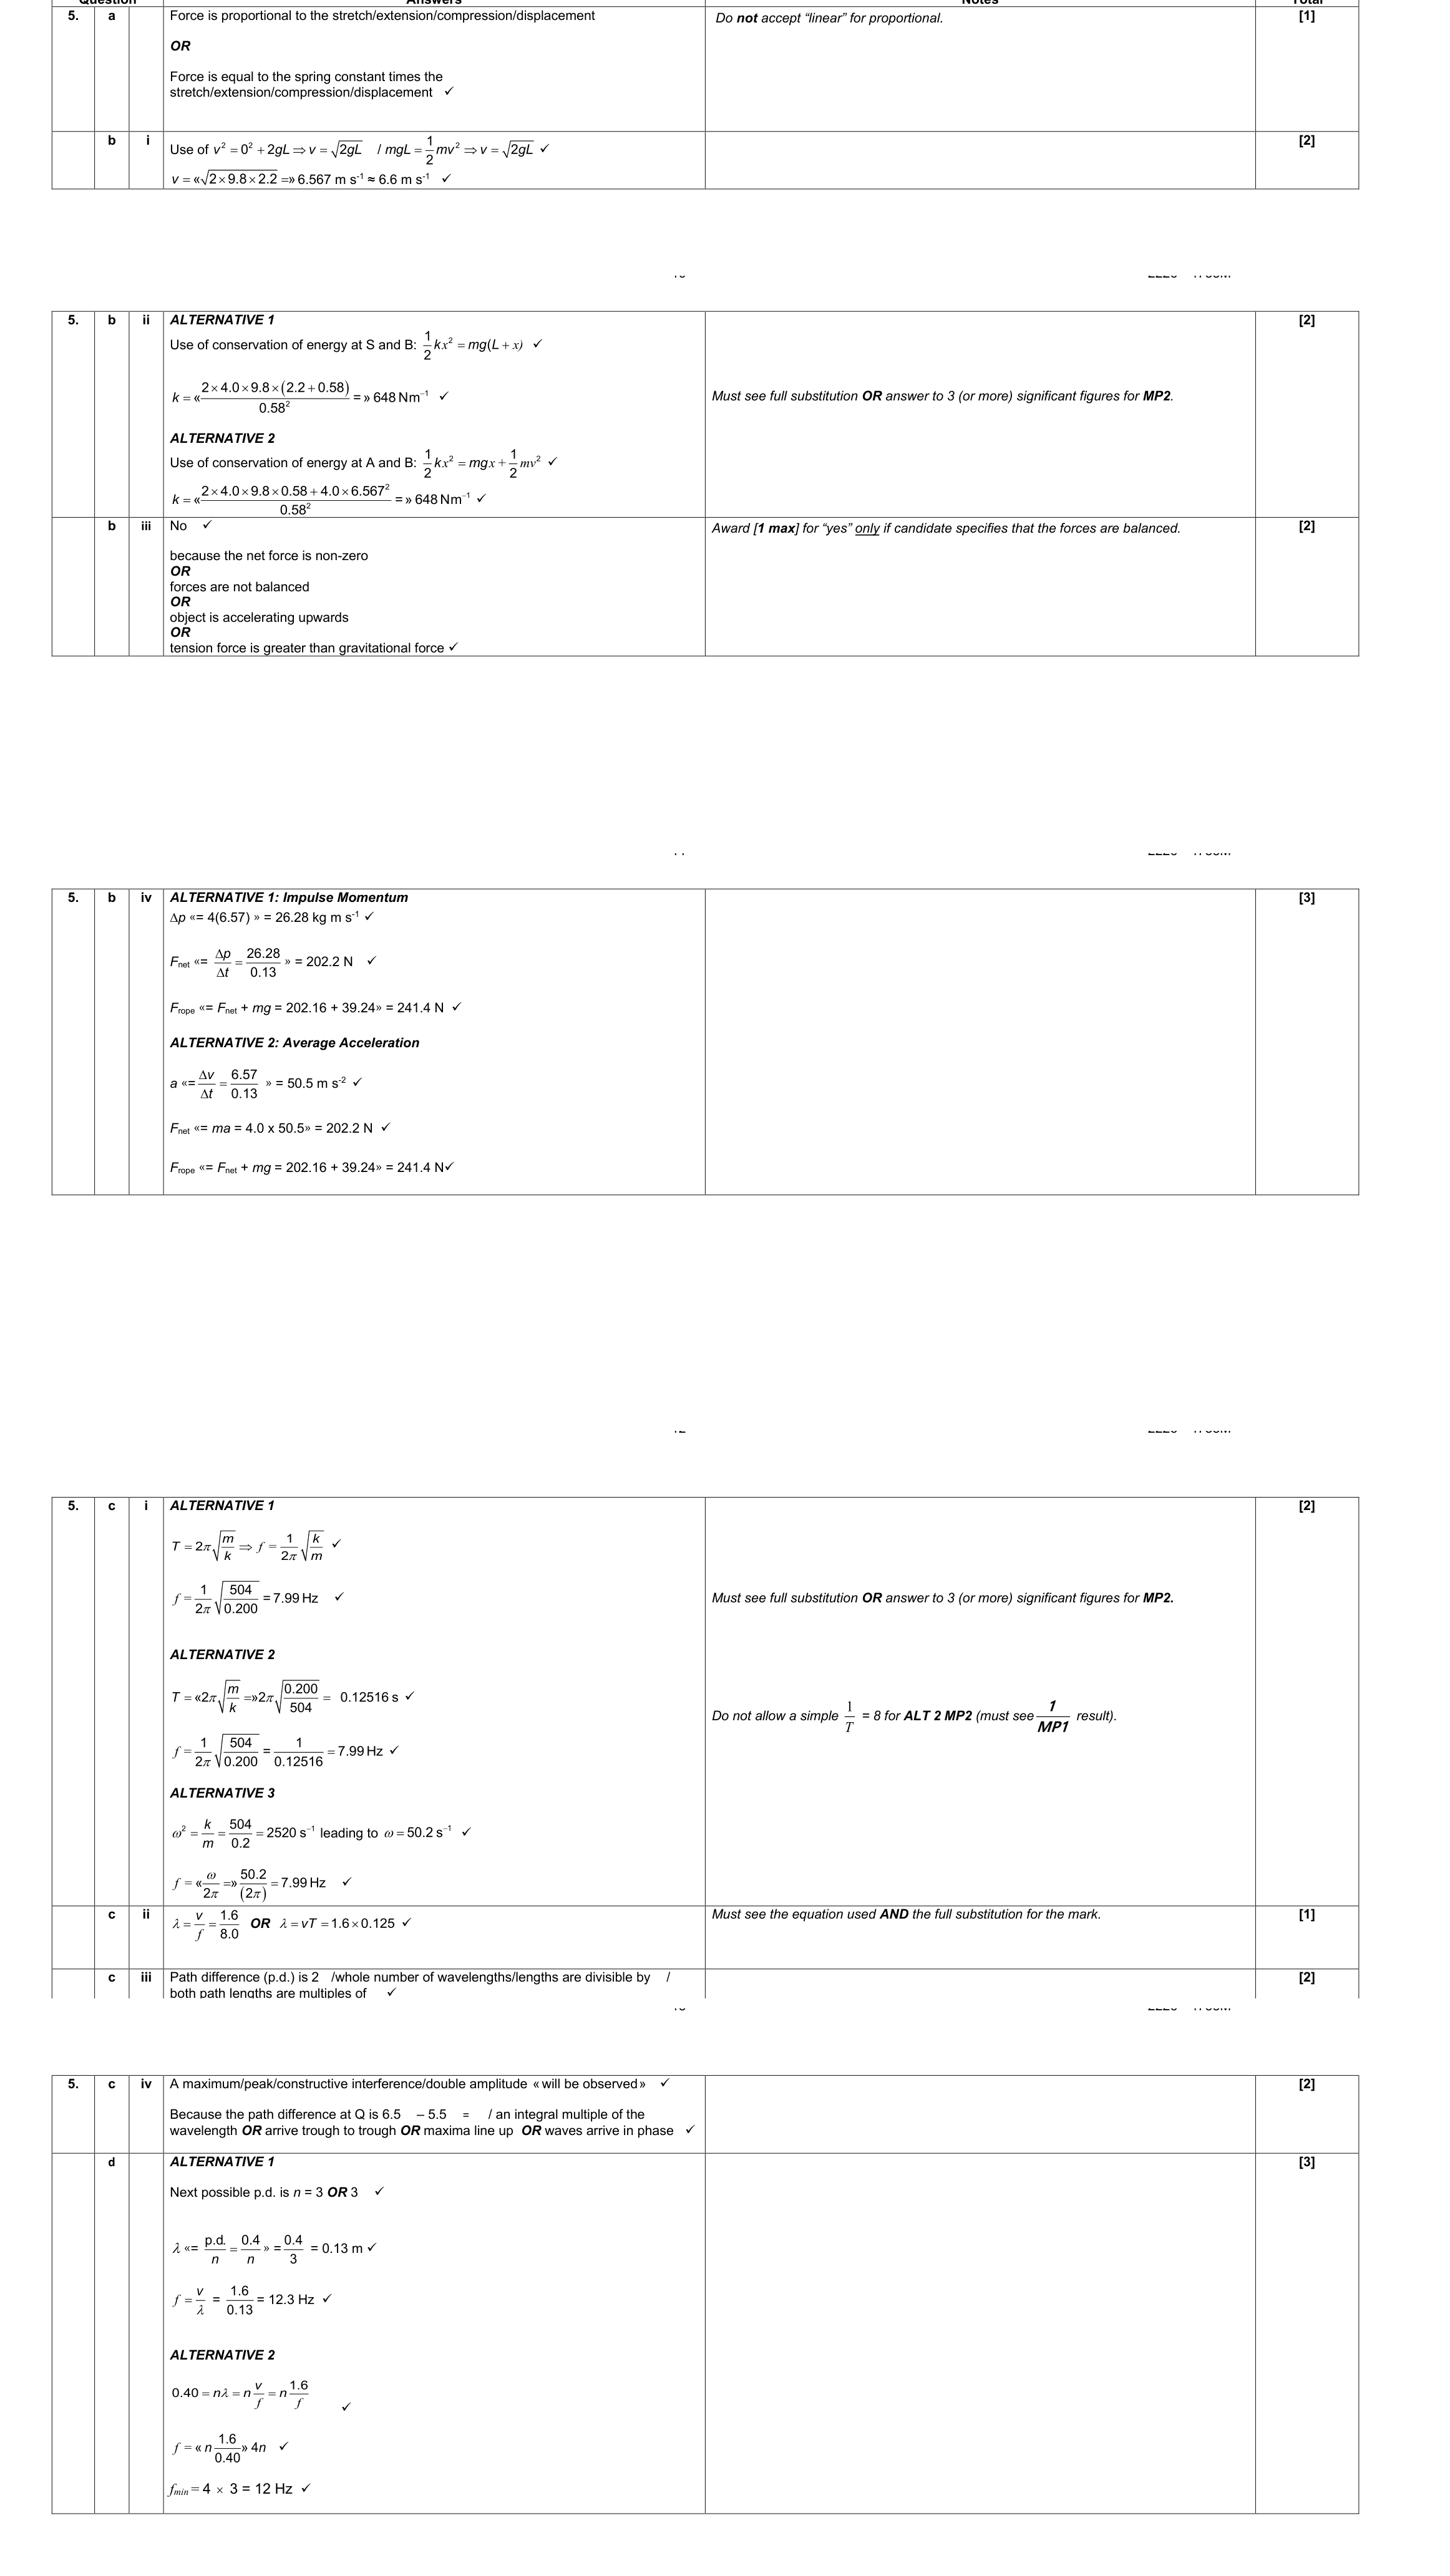 Question Answers Notes Total
5. a Force is proportional to the stretch/extension/compression/displacement Do not accept “linear” for proportional. [1]
OR
Force is equal to the spring constant times the
stretch/extension/compression/displacement ✓
b i Use of v² = 0² + 2gL ⇒ v = √(2gL) / mgL = 1/2 mv² ⇒ v = √(2gL) ✓ [2]
v = «√(2×9.8×2.2) =» 6.567 m s⁻¹ ≈ 6.6 m s⁻¹ ✓
5. b ii ALTERNATIVE 1 [2]
Use of conservation of energy at S and B: 1/2 kx² = mg(L + x) ✓
k = «(2×4.0×9.8×(2.2+0.58))/0.58² = » 648 Nm⁻¹ ✓ Must see full substitution OR answer to 3 (or more) significant figures for MP2.
ALTERNATIVE 2
Use of conservation of energy at A and B: 1/2 kx² = mgx + 1/2 mv² ✓
k = «(2×4.0×9.8×0.58+4.0×6.567²)/0.58² = » 648 Nm⁻¹ ✓
b iii No ✓ Award [1 max] for “yes” only if candidate specifies that the forces are balanced. [2]
because the net force is non-zero
OR
forces are not balanced
OR
object is accelerating upwards
OR
tension force is greater than gravitational force ✓
5. b iv ALTERNATIVE 1: Impulse Momentum [3]
Δp «= 4(6.57) » = 26.28 kg m s⁻¹ ✓
Fnet «= Δp/Δt = 26.28/0.13 » = 202.2 N ✓
Frope «= Fnet + mg = 202.16 + 39.24» = 241.4 N ✓
ALTERNATIVE 2: Average Acceleration
a «= Δv/Δt = 6.57/0.13 » = 50.5 m s⁻² ✓
Fnet «= ma = 4.0 x 50.5» = 202.2 N ✓
Frope «= Fnet + mg = 202.16 + 39.24» = 241.4 N✓
5. c i ALTERNATIVE 1 [2]
T = 2π√(m/k) ⇒ f = 1/2π √(k/m) ✓
f = 1/2π √(504/0.200) = 7.99 Hz ✓ Must see full substitution OR answer to 3 (or more) significant figures for MP2.
ALTERNATIVE 2
T = «2π√(m/k) =»2π√(0.200/504) = 0.12516 s ✓
Do not allow a simple 1/T = 8 for ALT 2 MP2 (must see 1/MP1 result).
f = 1/2π √(504/0.200) = 1/0.12516 = 7.99 Hz ✓
ALTERNATIVE 3
ω² = k/m = 504/0.2 = 2520 s⁻¹ leading to ω = 50.2 s⁻¹ ✓
f = «ω/2π =» 50.2/(2π) = 7.99 Hz ✓
c ii λ = v/f = 1.6/8.0 OR λ = vT = 1.6×0.125 ✓ Must see the equation used AND the full substitution for the mark. [1]
c iii Path difference (p.d.) is 2 /whole number of wavelengths/lengths are divisible by / [2]
both path lengths are multiples of ✓
5. c iv A maximum/peak/constructive interference/double amplitude «will be observed» ✓ [2]
Because the path difference at Q is 6.5 – 5.5 = / an integral multiple of the
wavelength OR arrive trough to trough OR maxima line up OR waves arrive in phase ✓
d ALTERNATIVE 1 [3]
Next possible p.d. is n = 3 OR 3 ✓
λ «= p.d./n = 0.4/n » = 0.4/3 = 0.13 m ✓
f = v/λ = 1.6/0.13 = 12.3 Hz ✓
ALTERNATIVE 2
0.40 = nλ = n v/f = n 1.6/f ✓
f = « n 1.6/0.40 » 4n ✓
fmin = 4 × 3 = 12 Hz ✓